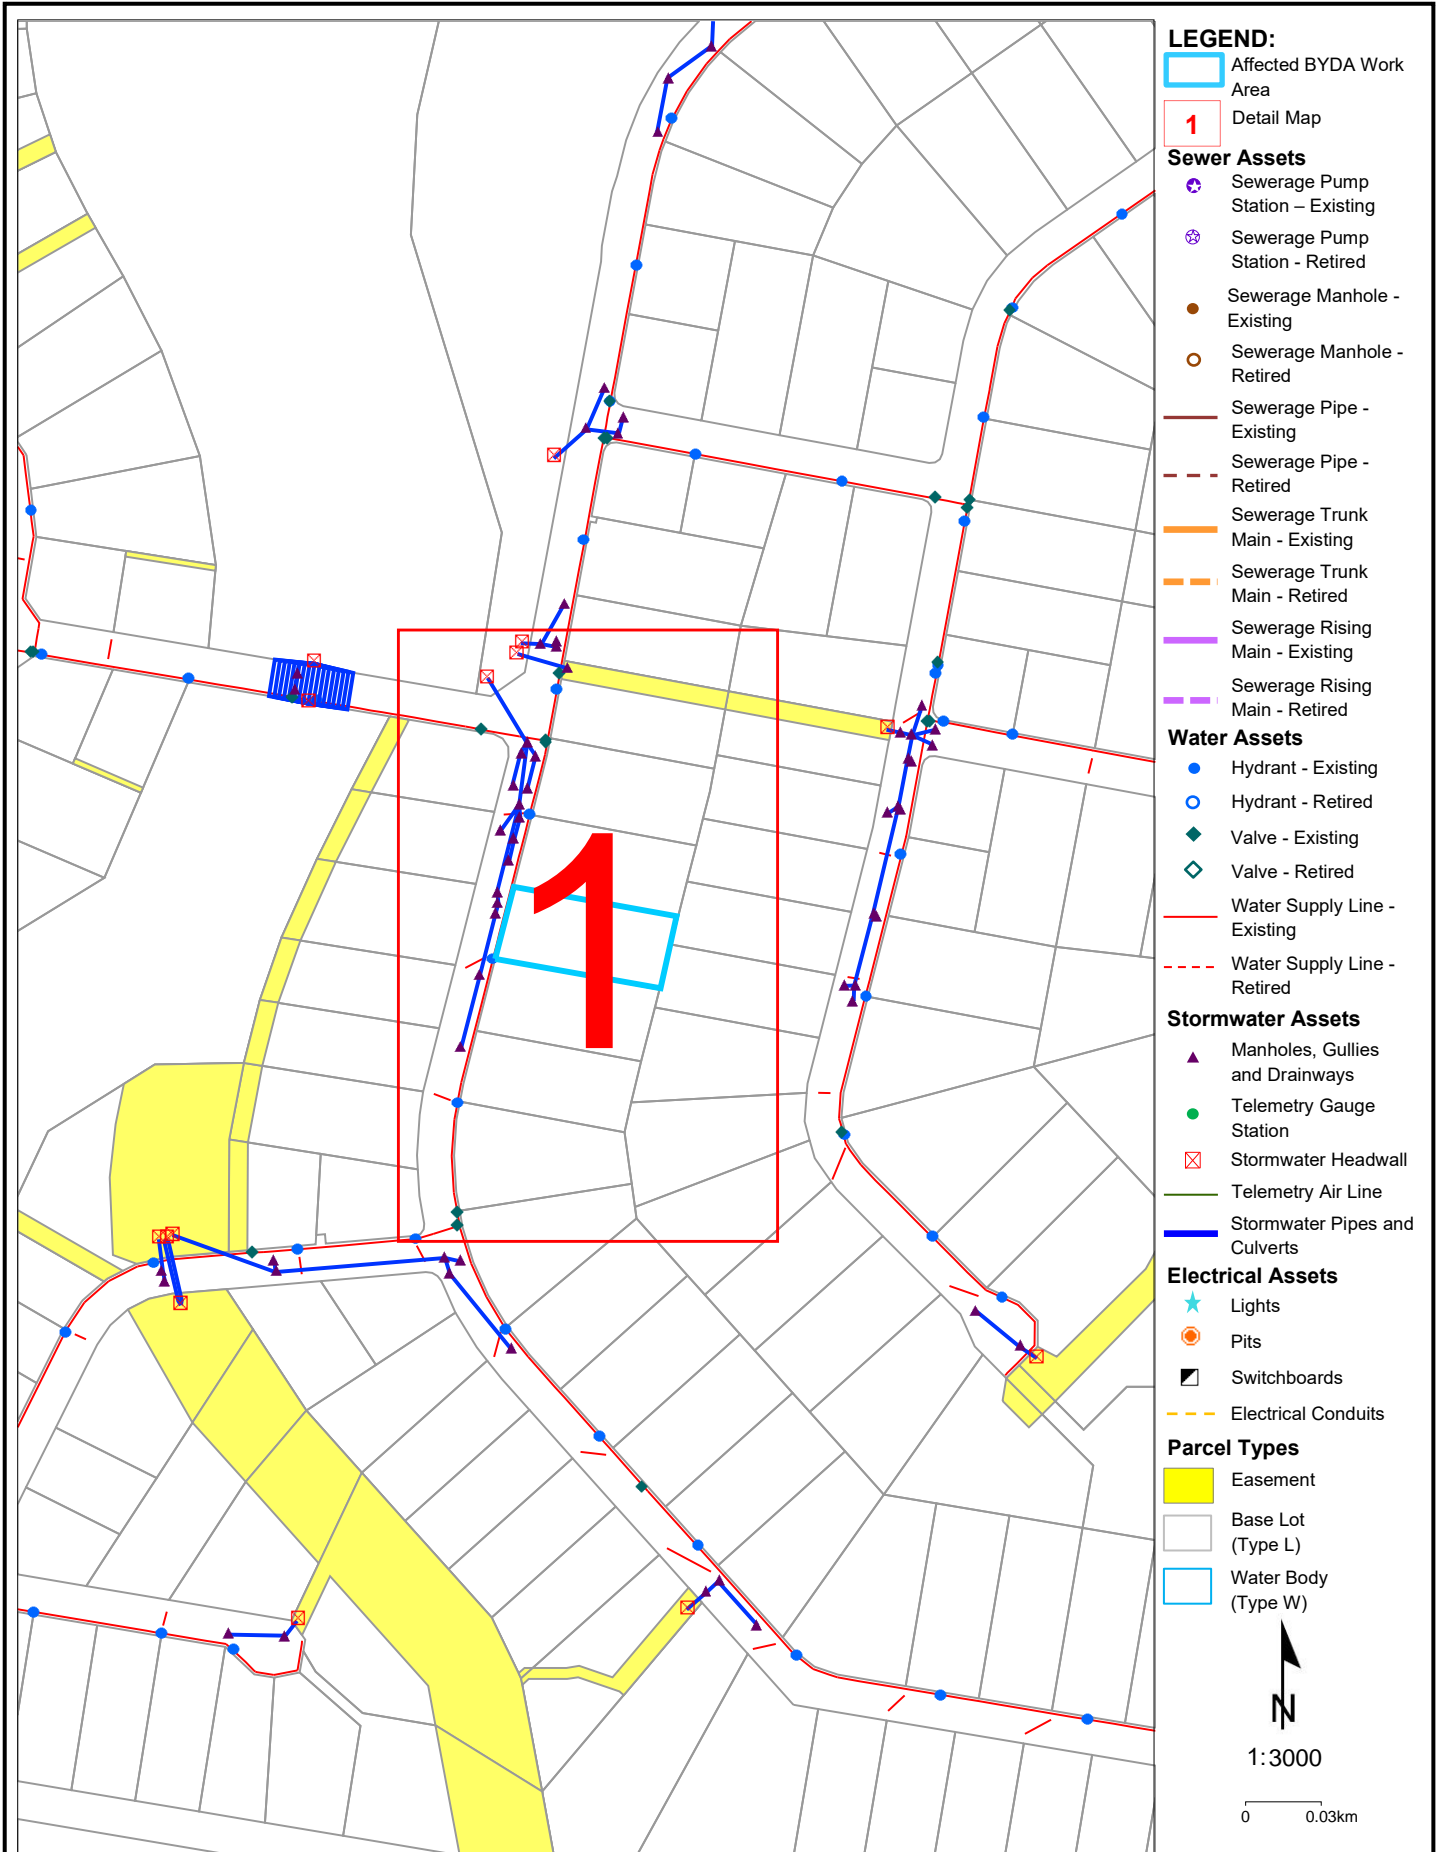 LEGEND:
Affected BYDA Work
Area
1
Detail Map
Sewer Assets
Sewerage Pump
Station – Existing
Sewerage Pump
Station - Retired
Sewerage Manhole -
Existing
Sewerage Manhole -
Retired
Sewerage Pipe -
Existing
Sewerage Pipe -
Retired
Sewerage Trunk
Main - Existing
Sewerage Trunk
Main - Retired
Sewerage Rising
Main - Existing
Sewerage Rising
Main - Retired
Water Assets
Hydrant - Existing
Hydrant - Retired
Valve - Existing
Valve - Retired
Water Supply Line -
Existing
Water Supply Line -
Retired
Stormwater Assets
Manholes, Gullies
and Drainways
Telemetry Gauge
Station
Stormwater Headwall
Telemetry Air Line
Stormwater Pipes and
Culverts
Electrical Assets
Lights
Pits
Switchboards
Electrical Conduits
Parcel Types
Easement
Base Lot
(Type L)
Water Body
(Type W)
N
1:3000
0 0.03km
1